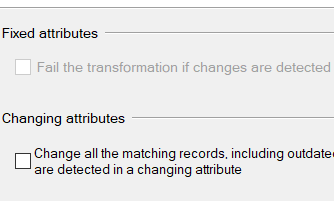 Fixed attributes
Fail the transformation if changes are detected
Changing attributes
Change all the matching records, including
are detected in a changing attribute